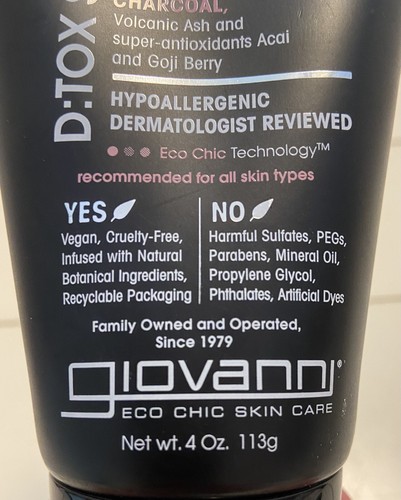 CHARCOAL,
Volcanic Ash and
super-antioxidants Acai
and Goji Berry
D:TOX
HYPOALLERGENIC
DERMATOLOGIST REVIEWED
Eco Chic Technology™
recommended for all skin types
YES
Vegan, Cruelty-Free,
Infused with Natural
Botanical Ingredients,
Recyclable Packaging
NO
Harmful Sulfates, PEGs,
Parabens, Mineral Oil,
Propylene Glycol,
Phthalates, Artificial Dyes
Family Owned and Operated,
Since 1979
giovanni®
ECO CHIC SKIN CARE
Net wt. 4 Oz. 113g